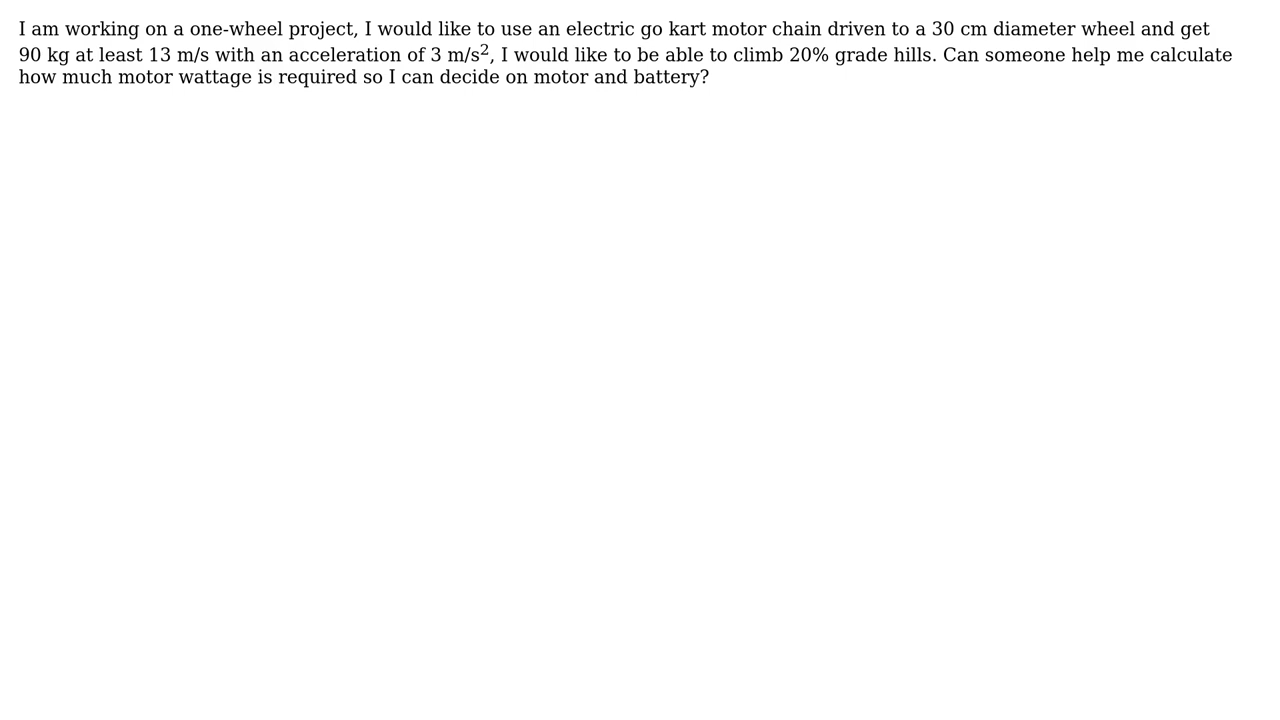 I am working on a one-wheel project, I would like to use an electric go kart motor chain driven to a 30 cm diameter wheel and get
90 kg at least 13 m/s with an acceleration of 3 m/s², I would like to be able to climb 20% grade hills. Can someone help me calculate
how much motor wattage is required so I can decide on motor and battery?